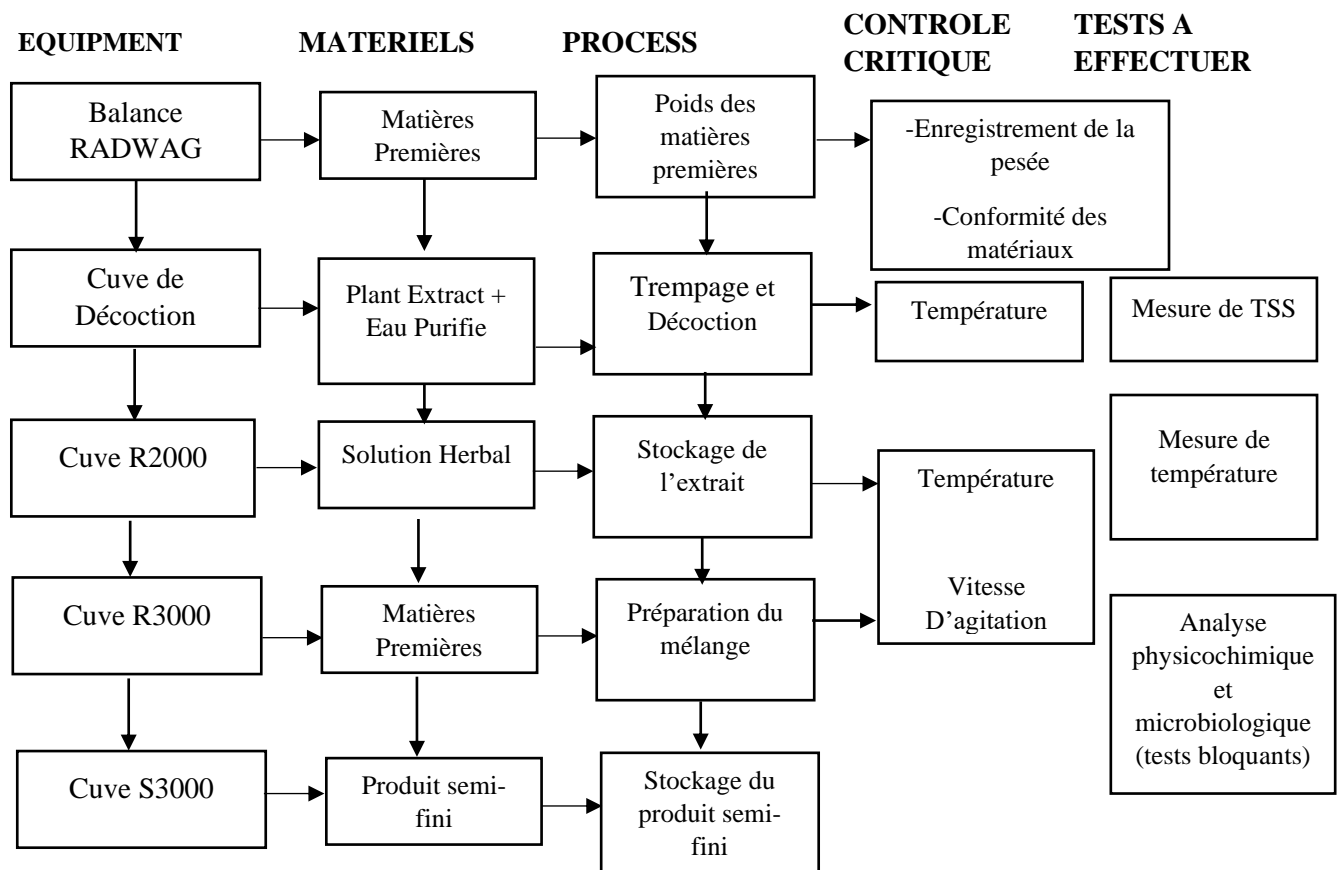 EQUIPMENT
MATERIELS
PROCESS
CONTROLE
CRITIQUE
TESTS A
EFFECTUER
Balance
RADWAG
Matières
Premières
Poids des
matières
premières
-Enregistrement de la
pesée
-Conformité des
matériaux
Cuve de
Décoction
Plant Extract +
Eau Purifie
Trempage et
Décoction
Température
Mesure de TSS
Cuve R2000
Solution Herbal
Stockage de
l’extrait
Température
Vitesse
D’agitation
Mesure de
température
Cuve R3000
Matières
Premières
Préparation du
mélange
Analyse
physicochimique
et
microbiologique
(tests bloquants)
Cuve S3000
Produit semi-
fini
Stockage du
produit semi-
fini